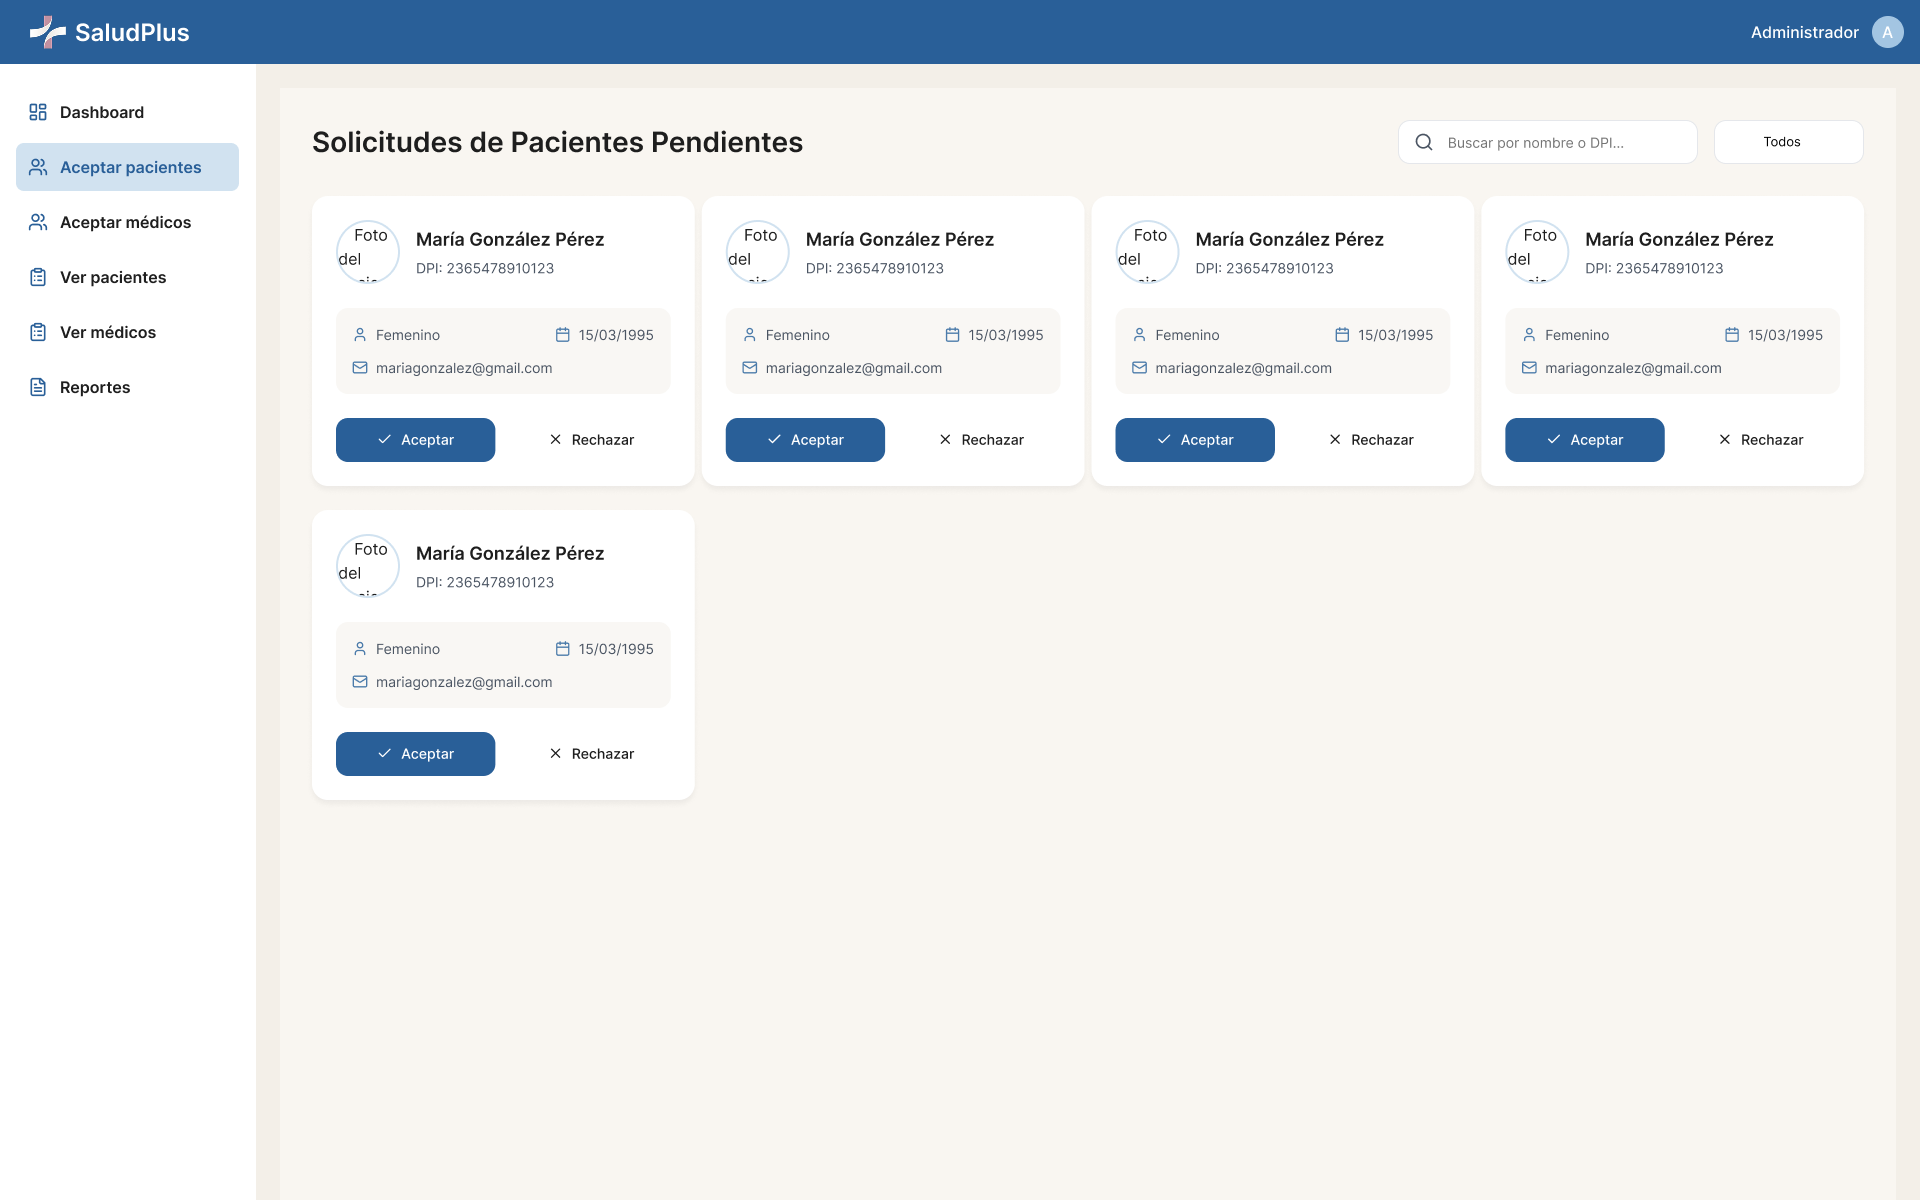 SaludPlus
Administrador
A
Dashboard
Aceptar pacientes
Aceptar médicos
Ver pacientes
Ver médicos
Reportes
Solicitudes de Pacientes Pendientes
Buscar por nombre o DPI...
Todos
Foto
del
María González Pérez
DPI: 2365478910123
Femenino
15/03/1995
mariagonzalez@gmail.com
Aceptar
Rechazar
Foto
del
María González Pérez
DPI: 2365478910123
Femenino
15/03/1995
mariagonzalez@gmail.com
Aceptar
Rechazar
Foto
del
María González Pérez
DPI: 2365478910123
Femenino
15/03/1995
mariagonzalez@gmail.com
Aceptar
Rechazar
Foto
del
María González Pérez
DPI: 2365478910123
Femenino
15/03/1995
mariagonzalez@gmail.com
Aceptar
Rechazar
Foto
del
María González Pérez
DPI: 2365478910123
Femenino
15/03/1995
mariagonzalez@gmail.com
Aceptar
Rechazar